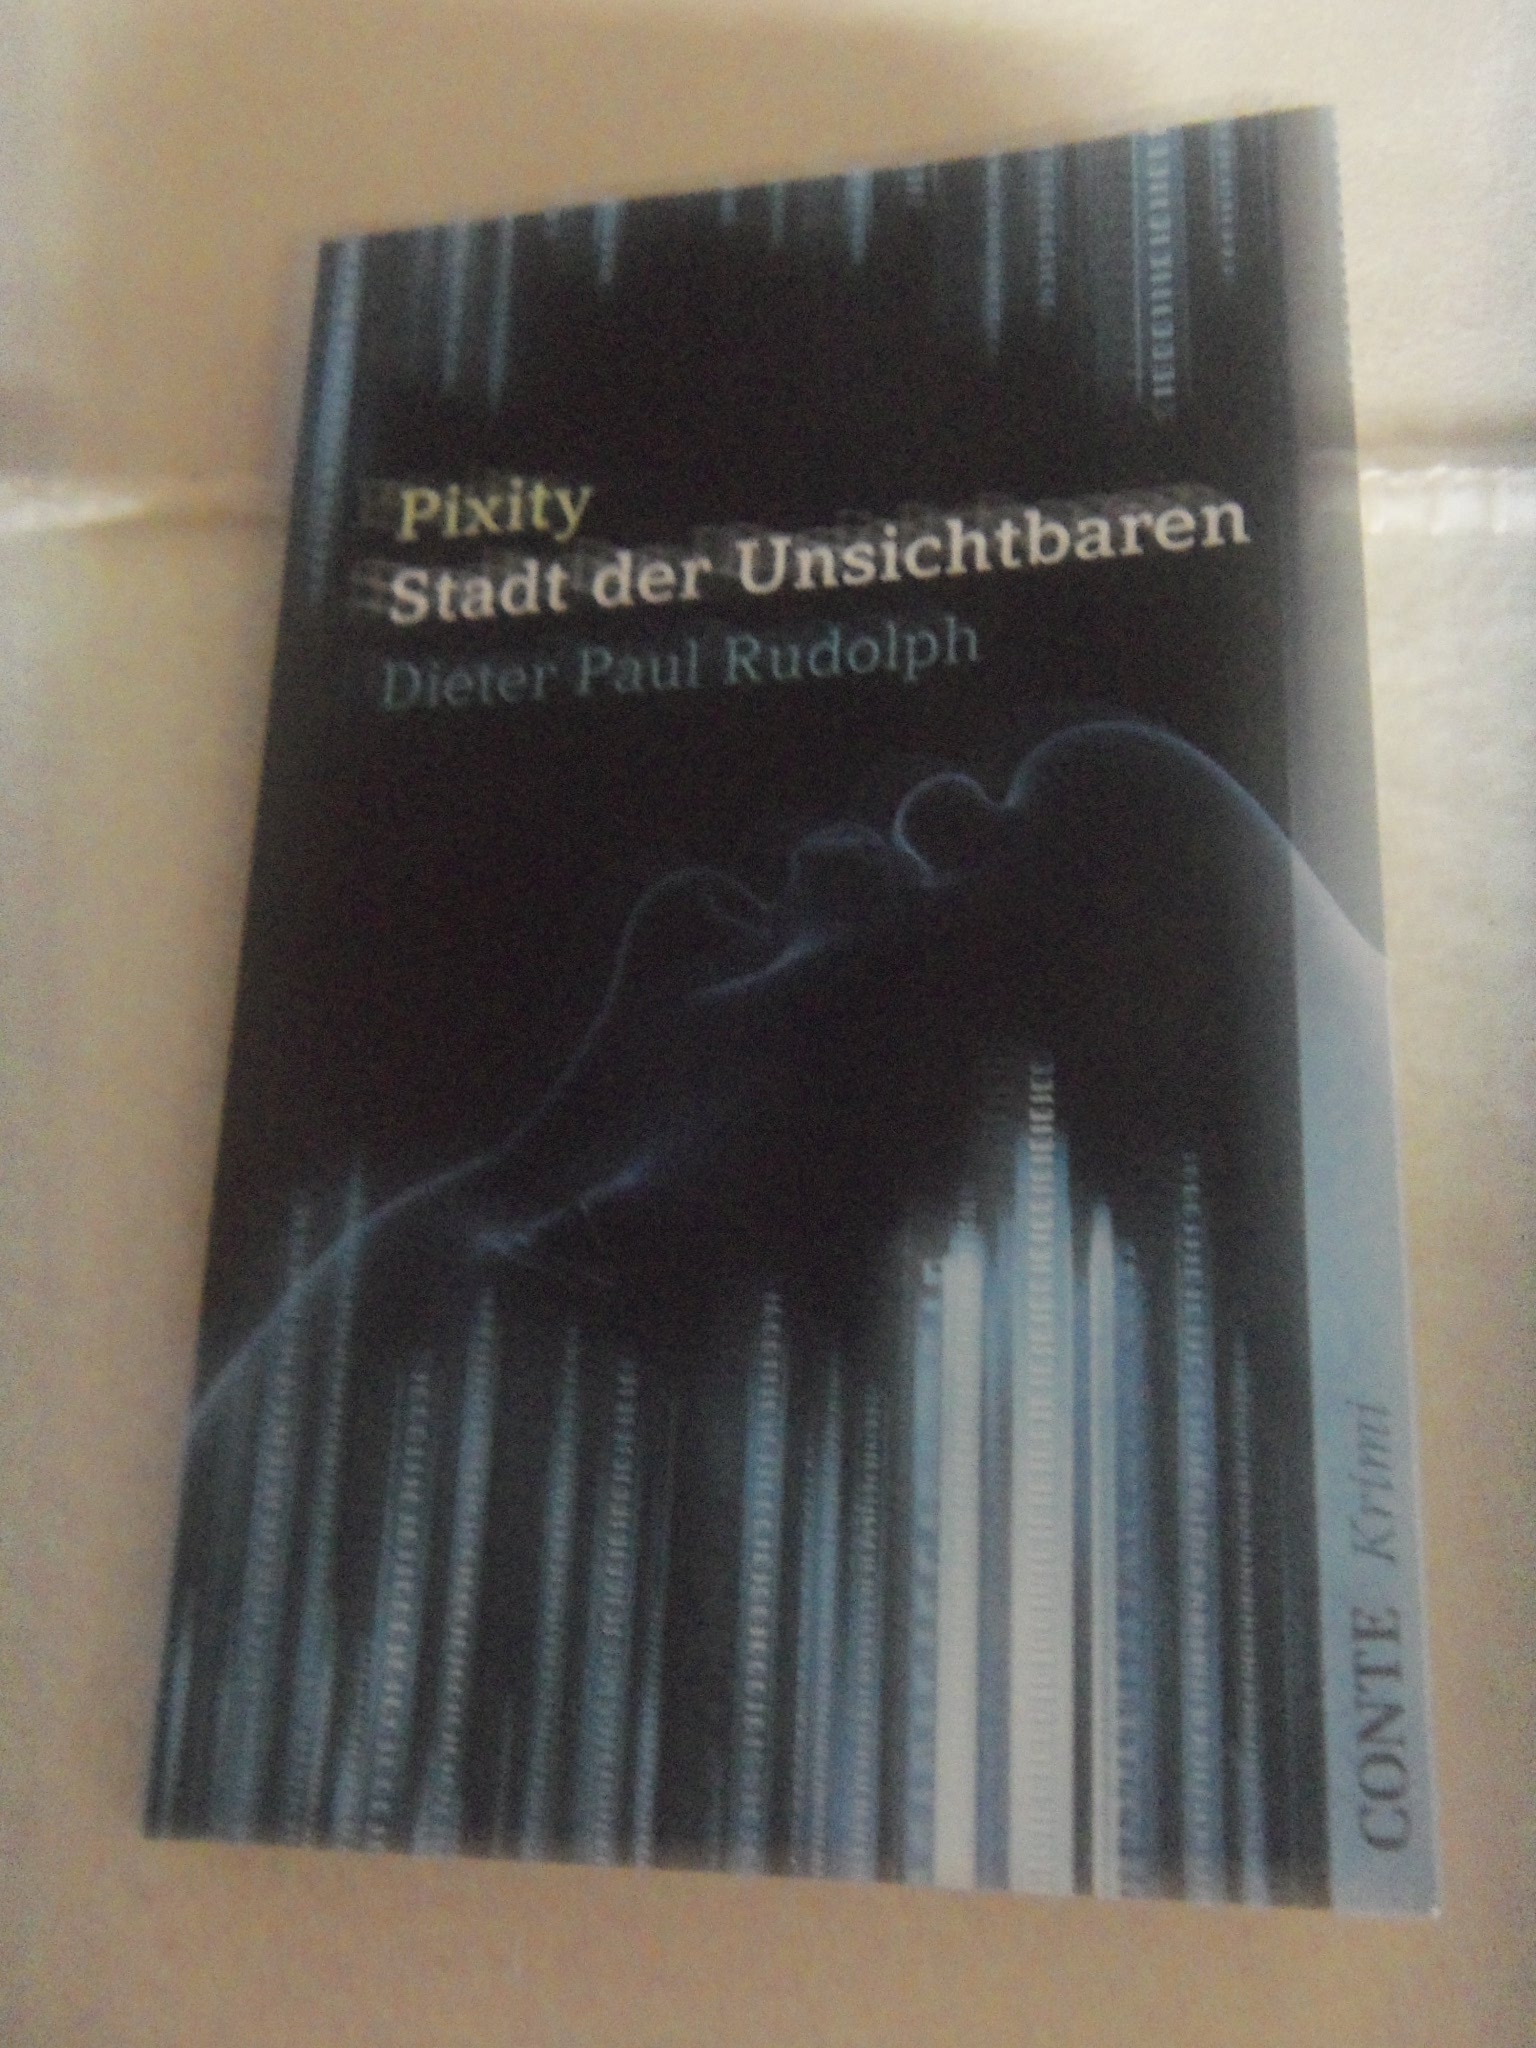 Pixity
Stadt der Unsichtbaren
Dieter Paul Rudolph
CONTE Krimi